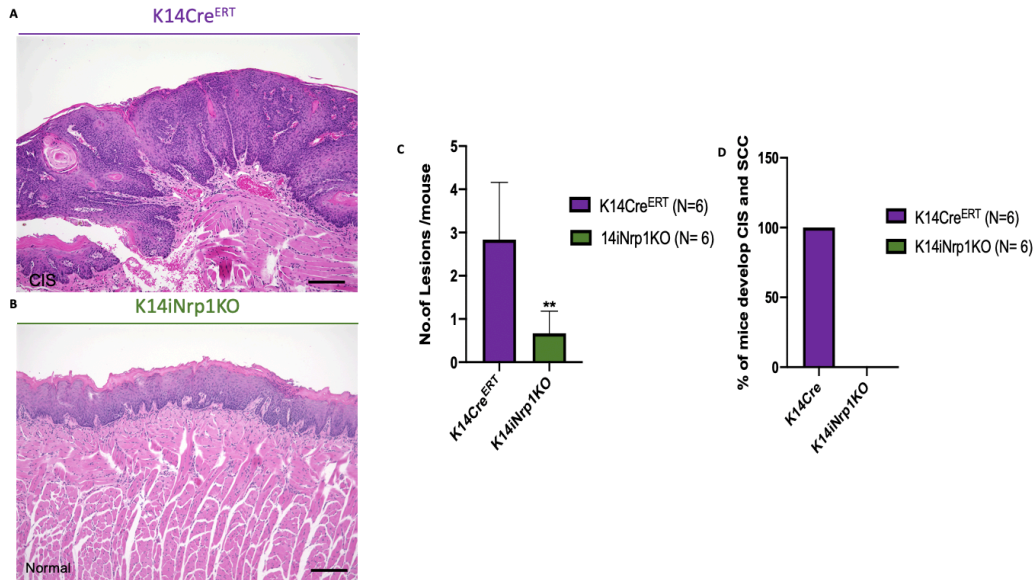 A
K14Cre^ERT
CIS
B
K14iNrp1KO
Normal
C
No.of Lesions /mouse
5
4
3
2
1
0
**
K14Cre^ERT
K14iNrp1KO
K14Cre^ERT (N=6)
14iNrp1KO (N= 6)
D
% of mice develop CIS and SCC
150
100
50
0
K14Cre
K14iNrp1KO
K14Cre^ERT (N=6)
K14iNrp1KO (N= 6)